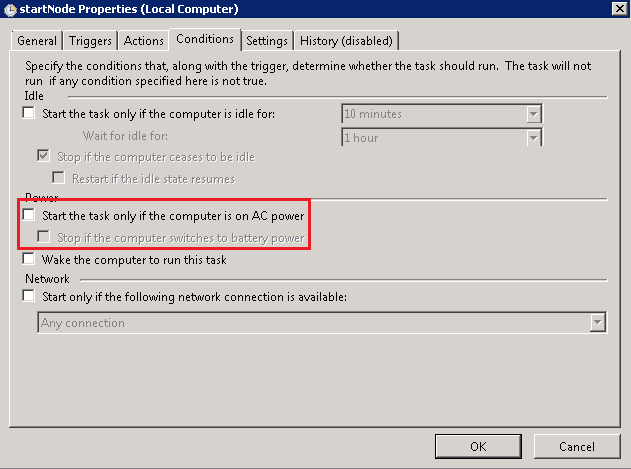 startNode Properties (Local Computer)
General Triggers Actions Conditions Settings History (disabled)
Specify the conditions that, along with the trigger, determine whether the task should run. The task will not
run if any condition specified here is not true.
Idle
Start the task only if the computer is idle for: 10 minutes
Wait for idle for: 1 hour
Stop if the computer ceases to be idle
Restart if the idle state resumes
Power
Start the task only if the computer is on AC power
Stop if the computer switches to battery power
Wake the computer to run this task
Network
Start only if the following network connection is available:
Any connection
OK Cancel